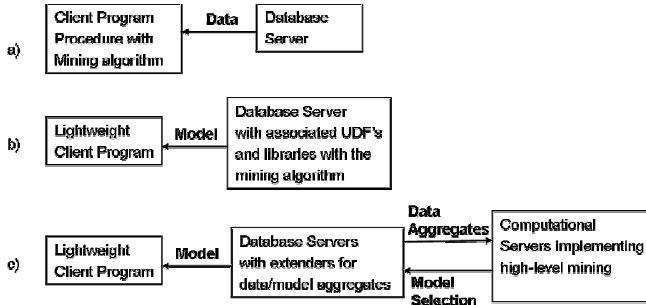 a)
Client Program
Procedure with
Mining algorithm
Data
Database
Server
b)
Lightweight
Client Program
Model
Database Server
with associated UDF's
and libraries with the
mining algorithm
c)
Lightweight
Client Program
Model
Database Servers
with extenders for
data/model aggregates
Data
Aggregates
Model
Selection
Computational
Servers implementing
high-level mining